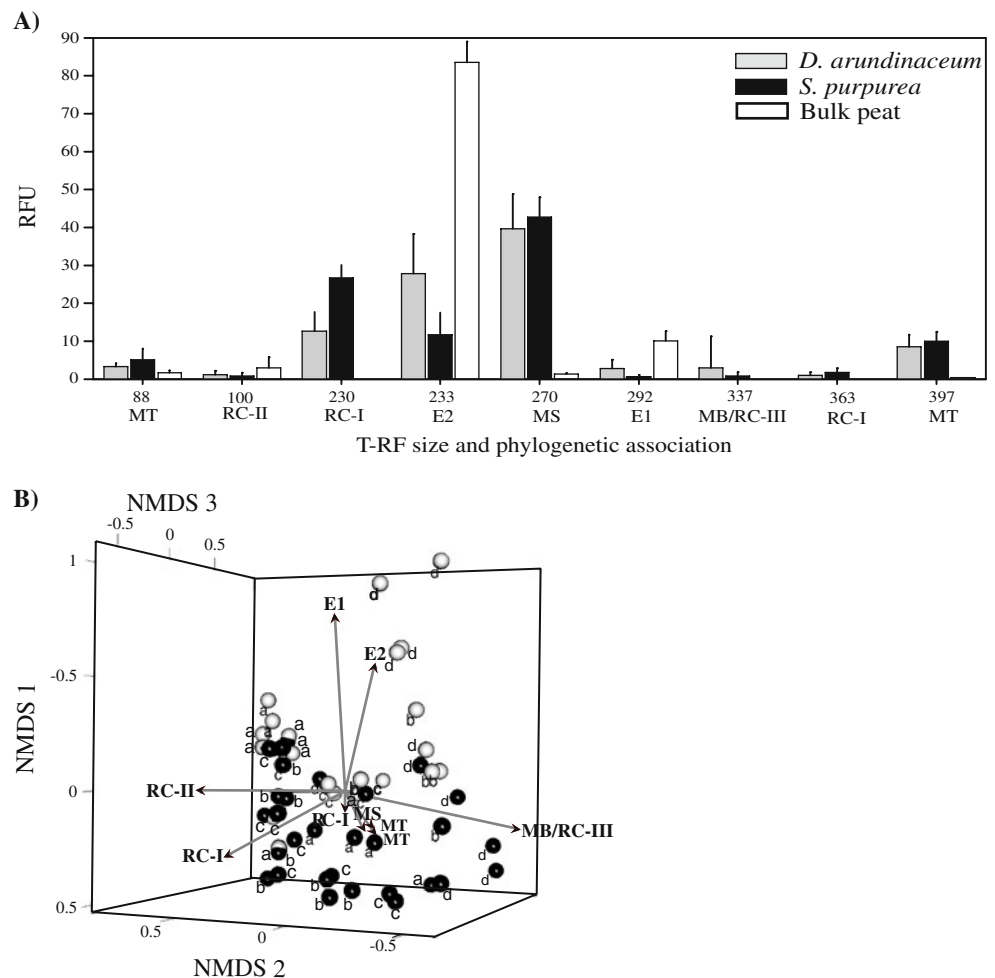 A)
90
80
70
60
50
40
30
20
10
0
RFU
D. arundinaceum
S. purpurea
Bulk peat
88 100 230 233 270 292 337 363 397
MT RC-II RC-I E2 MS E1 MB/RC-III RC-I MT
T-RF size and phylogenetic association
B)
NMDS 3
-0.5 0 0.5
1
-0.5
0
0.5
NMDS 1
0.5 0 -0.5
NMDS 2
E1
E2
RC-II
RC-I
RC-I
MS
MT
MT
MB/RC-III